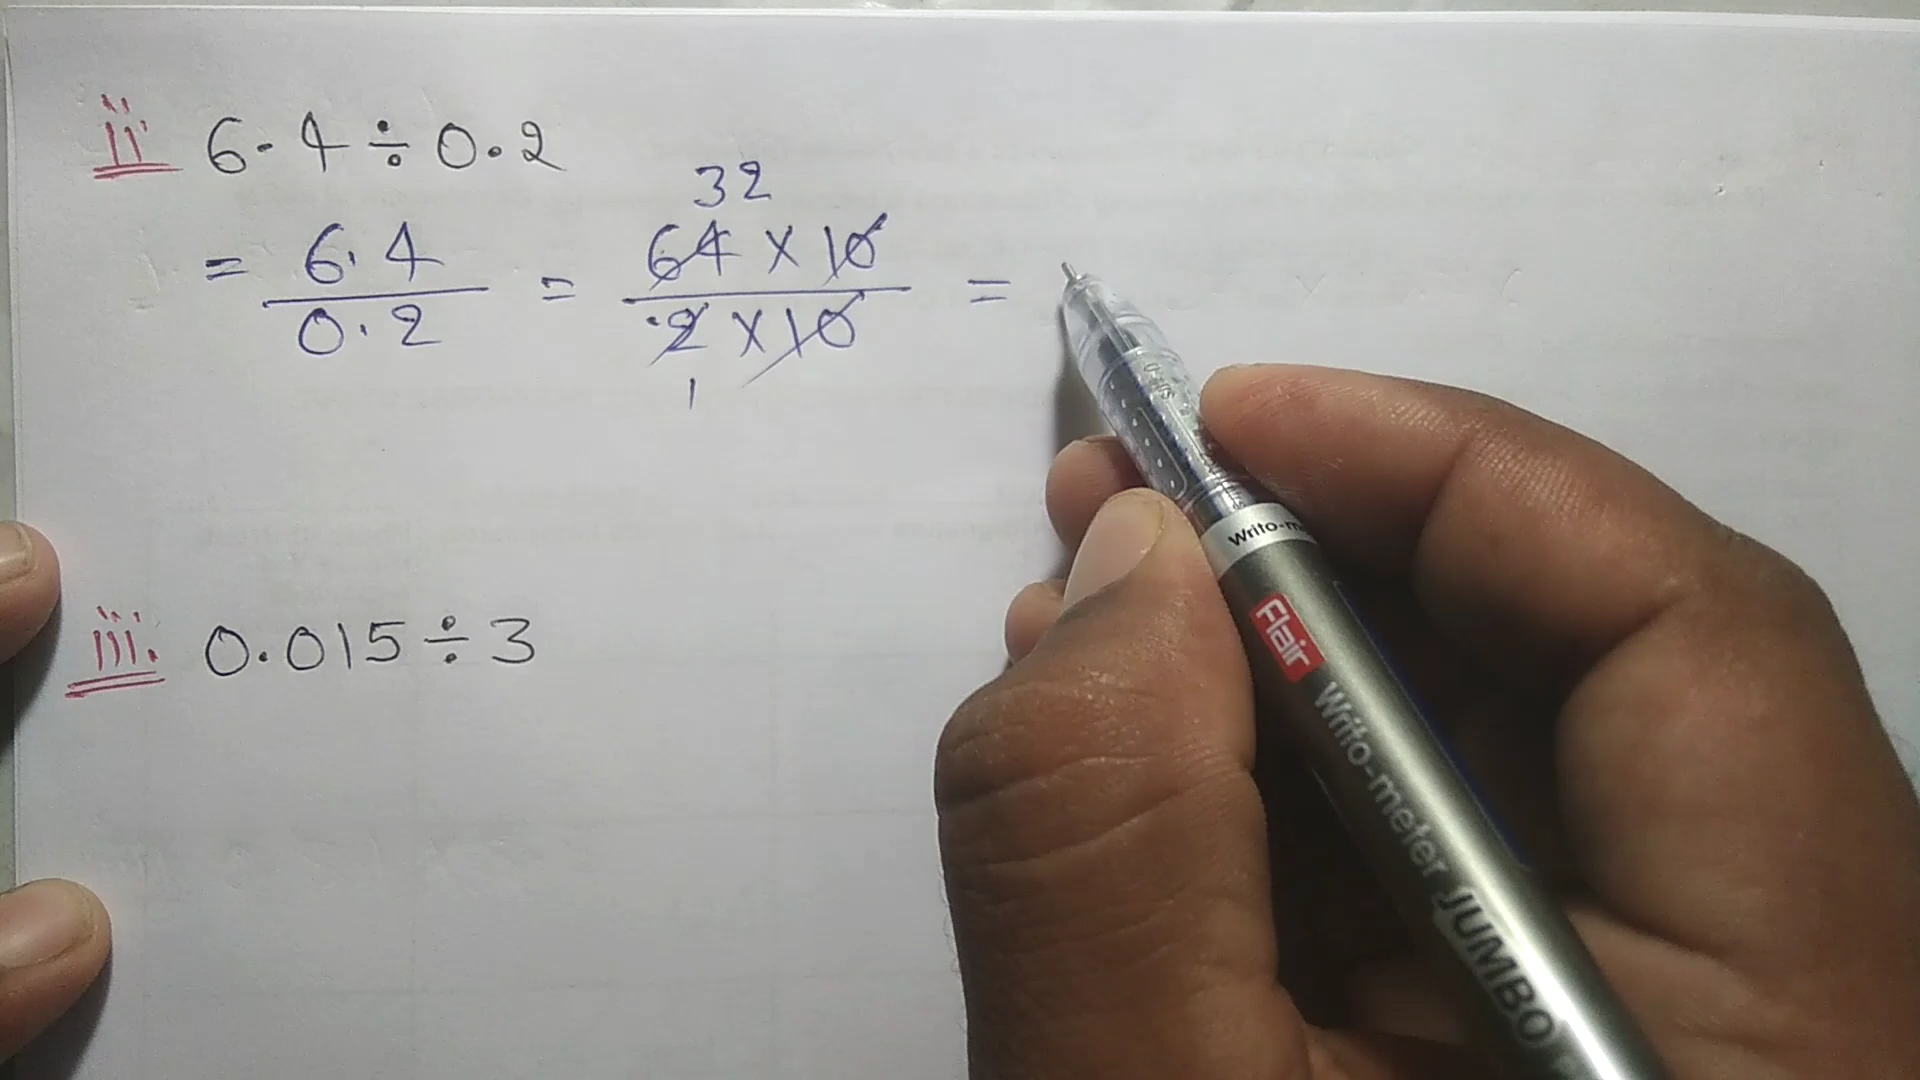 ii 6.4 ÷ 0.2
32
= 6.4 / 0.2 = 64 × 10 / .2 × 10 =
1
iii. 0.015 ÷ 3
Writo-m
Flair Writo-meter JUMBO